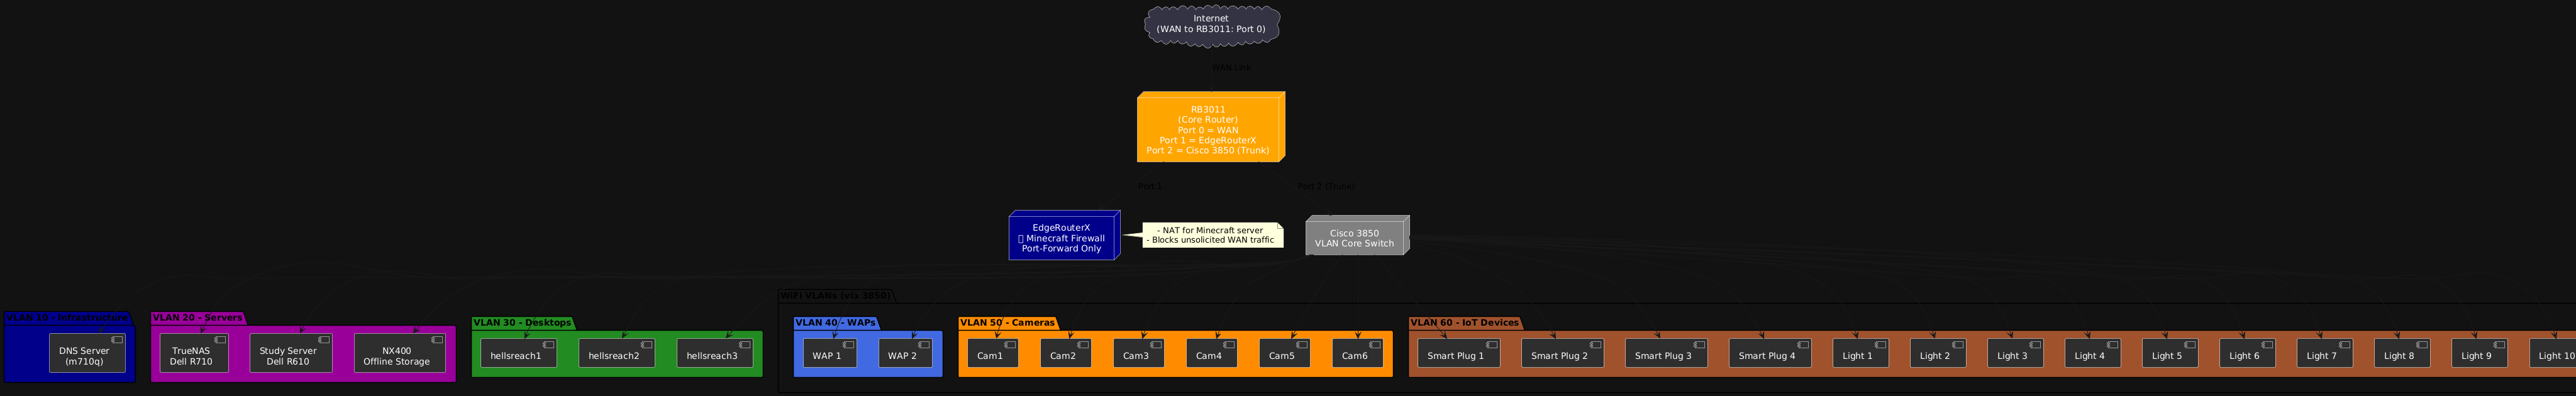 Internet
(WAN to RB3011: Port 0)
WAN Link
RB3011
(Core Router)
Port 0 = WAN
Port 1 = EdgeRouterX
Port 2 = Cisco 3850 (Trunk)
Port 1
Port 2 (Trunk)
EdgeRouterX
Minecraft Firewall
Port-Forward Only
- NAT for Minecraft server
- Blocks unsolicited WAN traffic
Cisco 3850
VLAN Core Switch
WiFi VLANs (via 3850)
VLAN 10 - Infrastructure
DNS Server
(m710q)
VLAN 20 - Servers
TrueNAS
Dell R710
Study Server
Dell R610
NX400
Offline Storage
VLAN 30 - Desktops
hellsreach1
hellsreach2
hellsreach3
VLAN 40 - WAPs
WAP 1
WAP 2
VLAN 50 - Cameras
Cam1
Cam2
Cam3
Cam4
Cam5
Cam6
VLAN 60 - IoT Devices
Smart Plug 1
Smart Plug 2
Smart Plug 3
Smart Plug 4
Light 1
Light 2
Light 3
Light 4
Light 5
Light 6
Light 7
Light 8
Light 9
Light 10